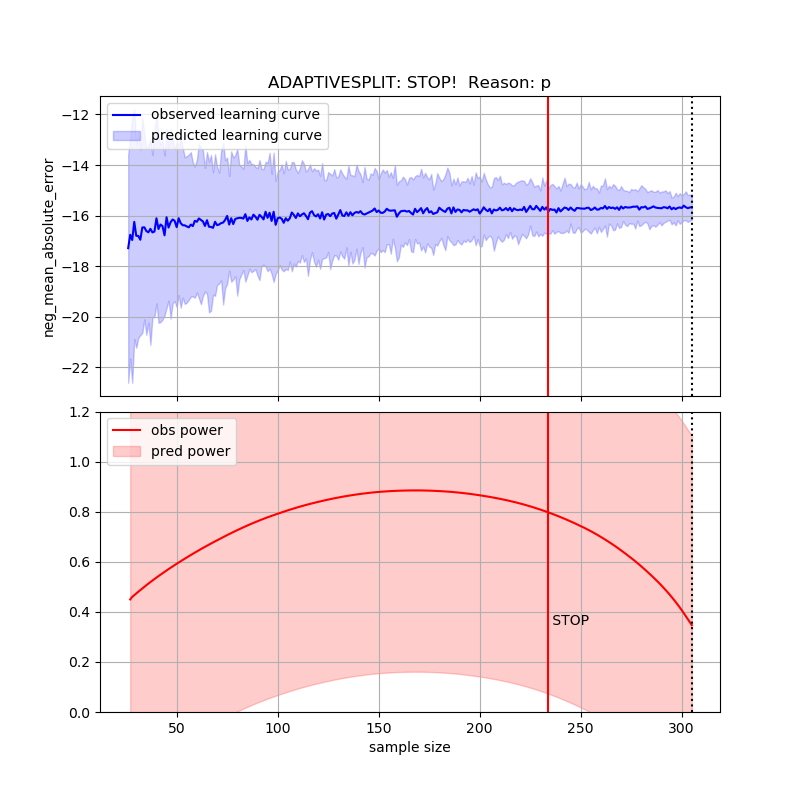 ADAPTIVESPLIT: STOP!  Reason: p
observed learning curve
predicted learning curve
neg_mean_absolute_error
−12
−14
−16
−18
−20
−22
obs power
pred power
1.2
1.0
0.8
0.6
0.4
0.2
0.0
STOP
50 100 150 200 250 300
sample size